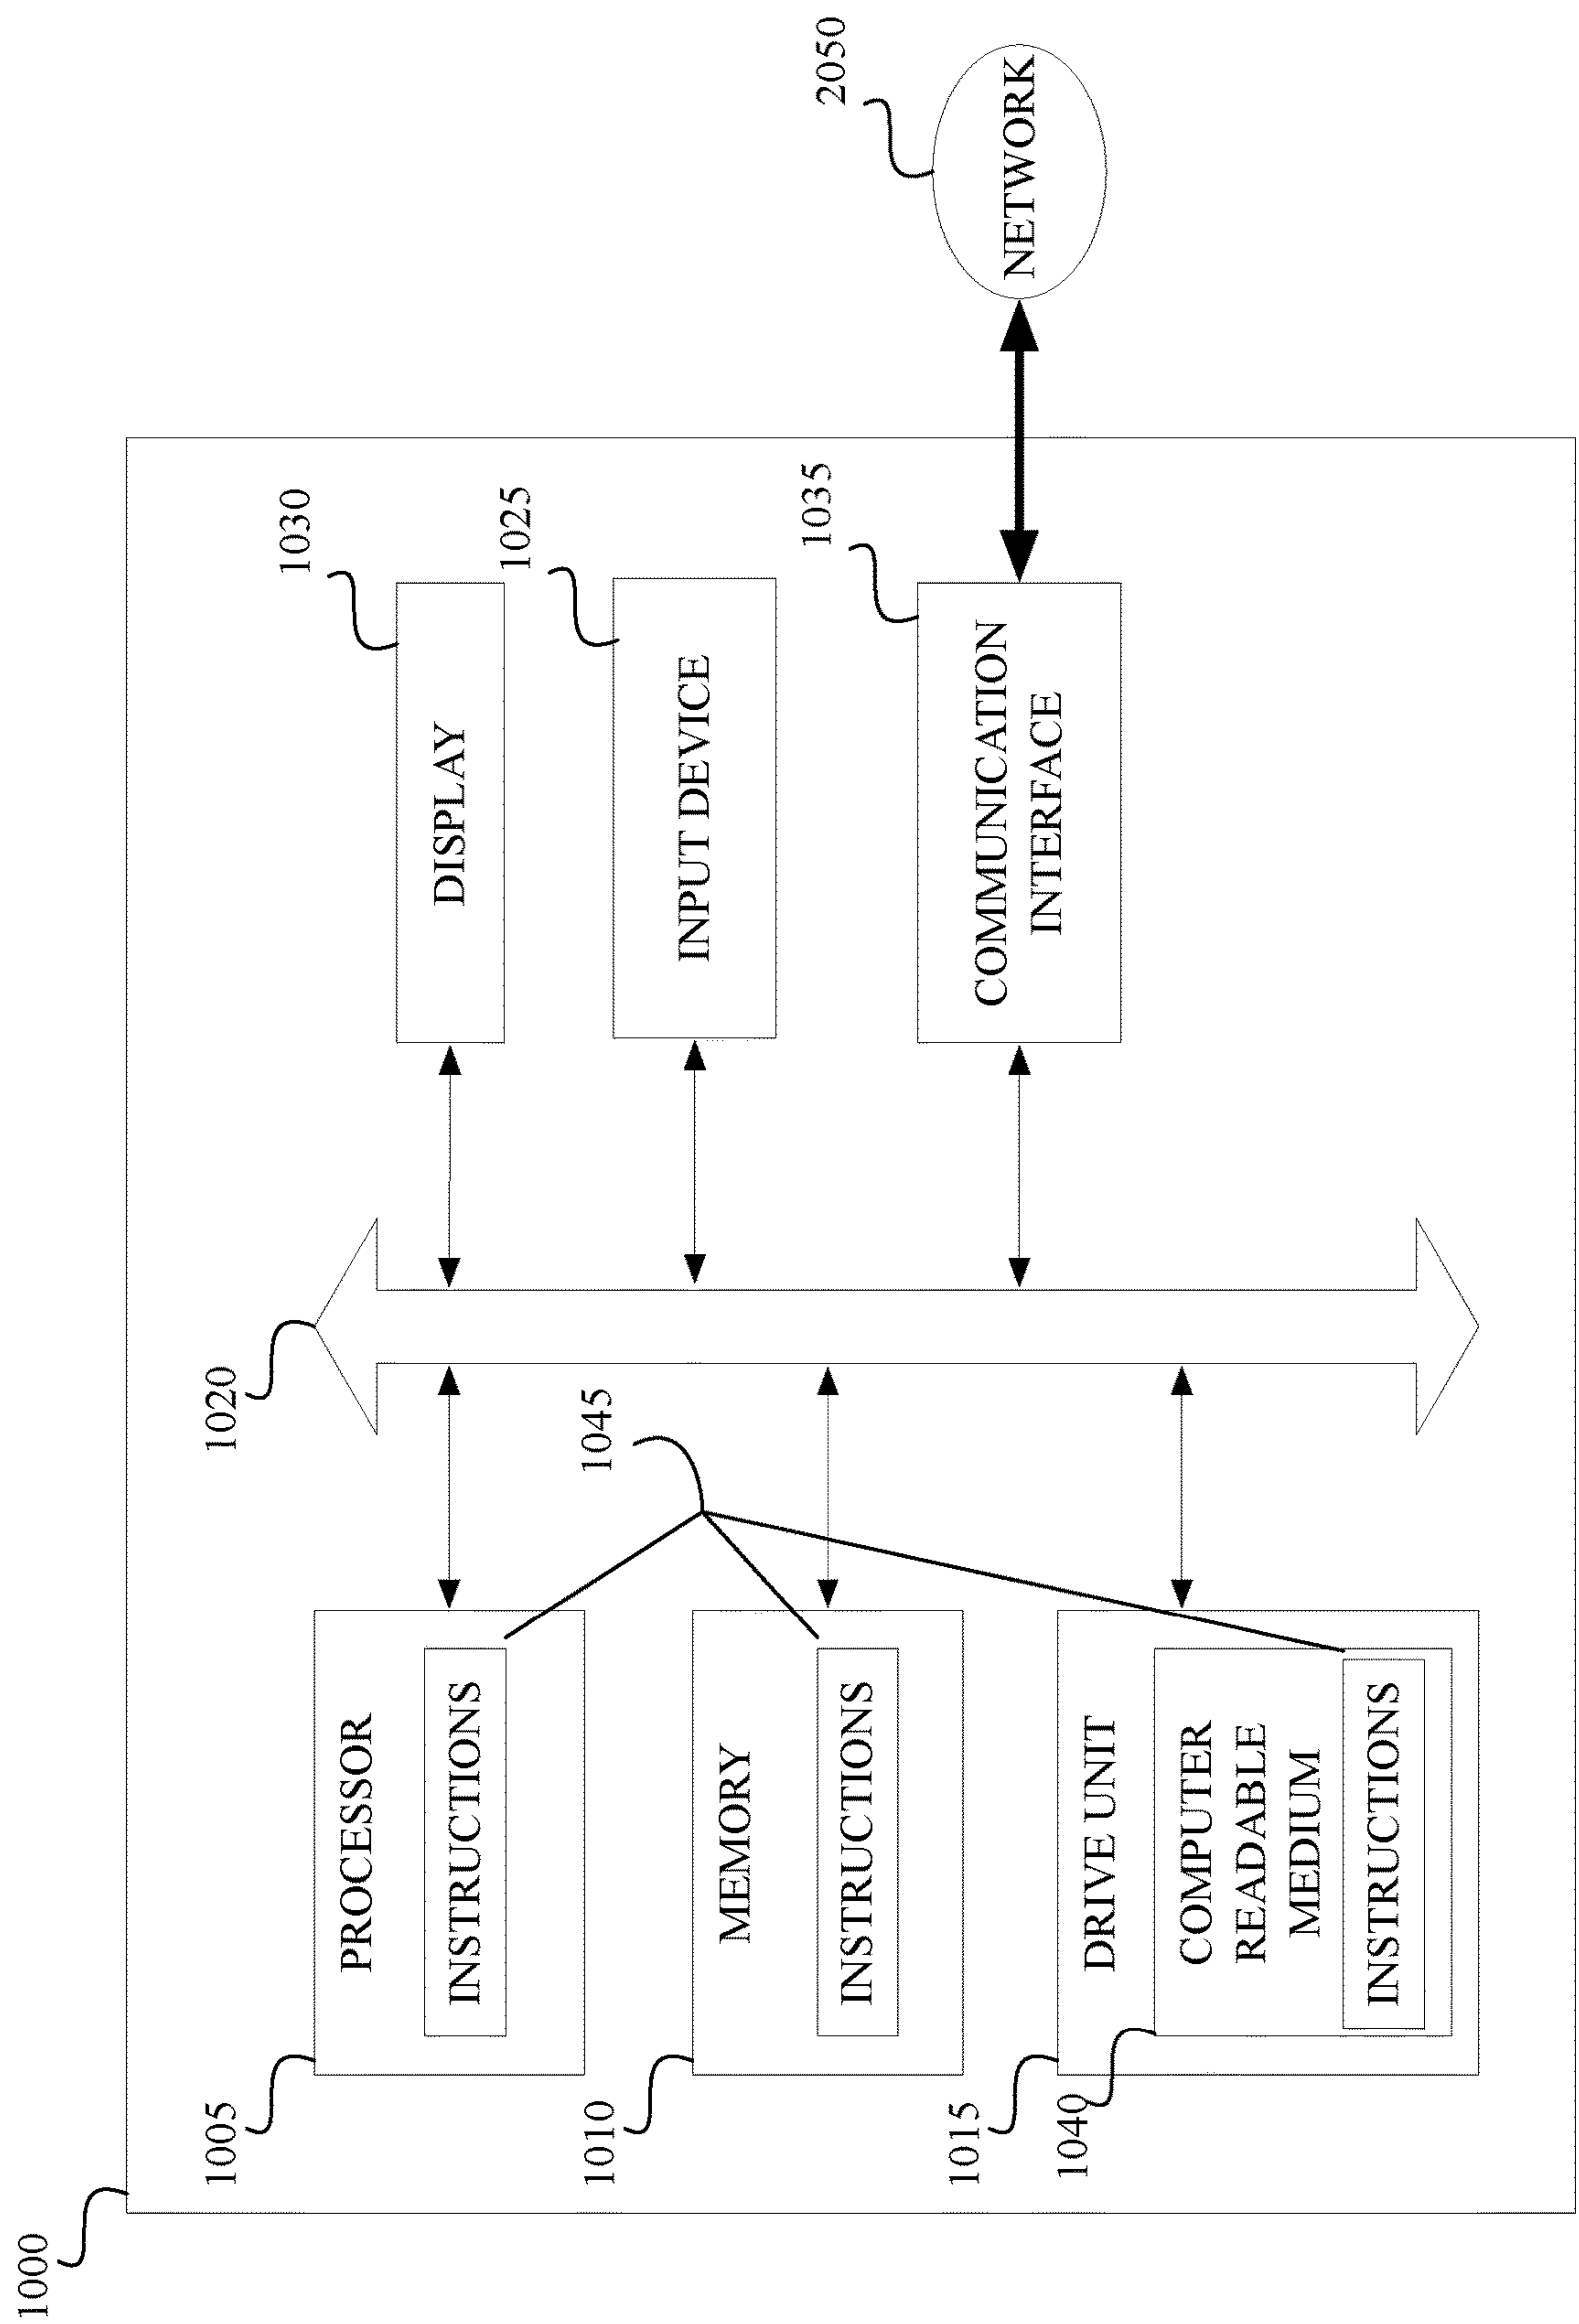 1000
1005
PROCESSOR
INSTRUCTIONS
1020
1030
DISPLAY
1045
1025
INPUT DEVICE
1010
MEMORY
INSTRUCTIONS
1035
COMMUNICATION
INTERFACE
2050
NETWORK
1015
DRIVE UNIT
1040
COMPUTER
READABLE
MEDIUM
INSTRUCTIONS